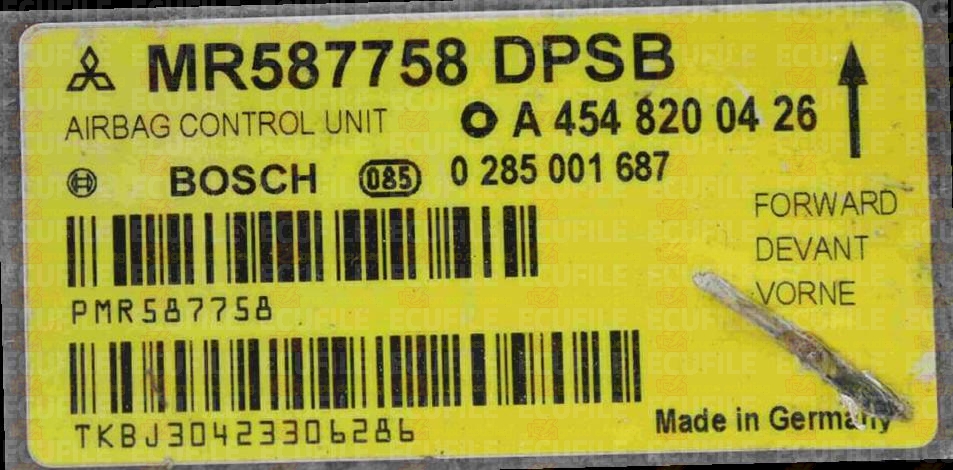 MR587758 DPSB
AIRBAG CONTROL UNIT A 454 820 04 26
BOSCH 085 0 285 001 687
FORWARD
DEVANT
VORNE
PMR587758
TKBJ30423306286
Made in Germany